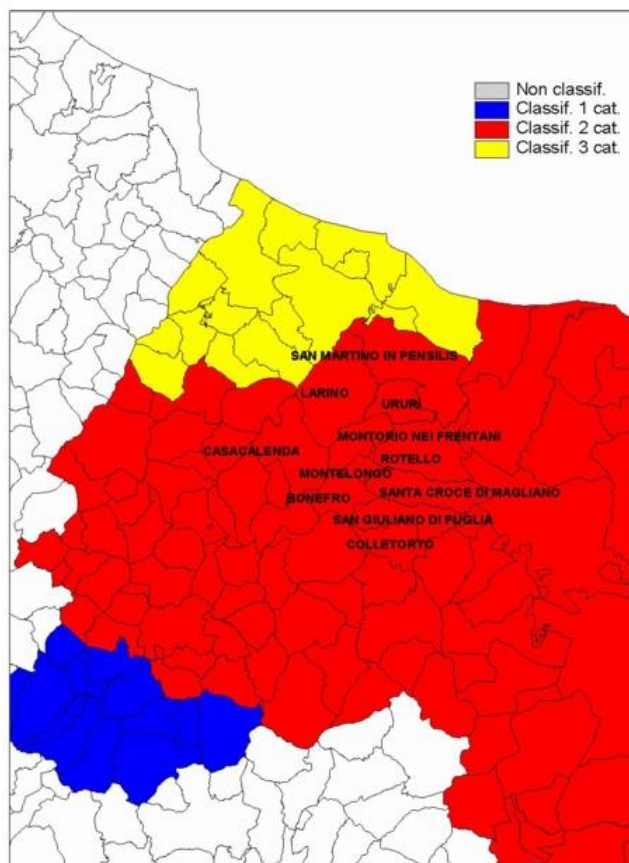 Non classif.
Classif. 1 cat.
Classif. 2 cat.
Classif. 3 cat.
SAN MARTINO IN PENSILIS
LARINO
URURI
MONTORIO NEI FRENTANI
CASACALENDA
ROTELLO
MONTELONGO
SANTA CROCE DI MAGLIANO
BONEFRO
SAN GIULIANO DI PUGLIA
COLLETORTO